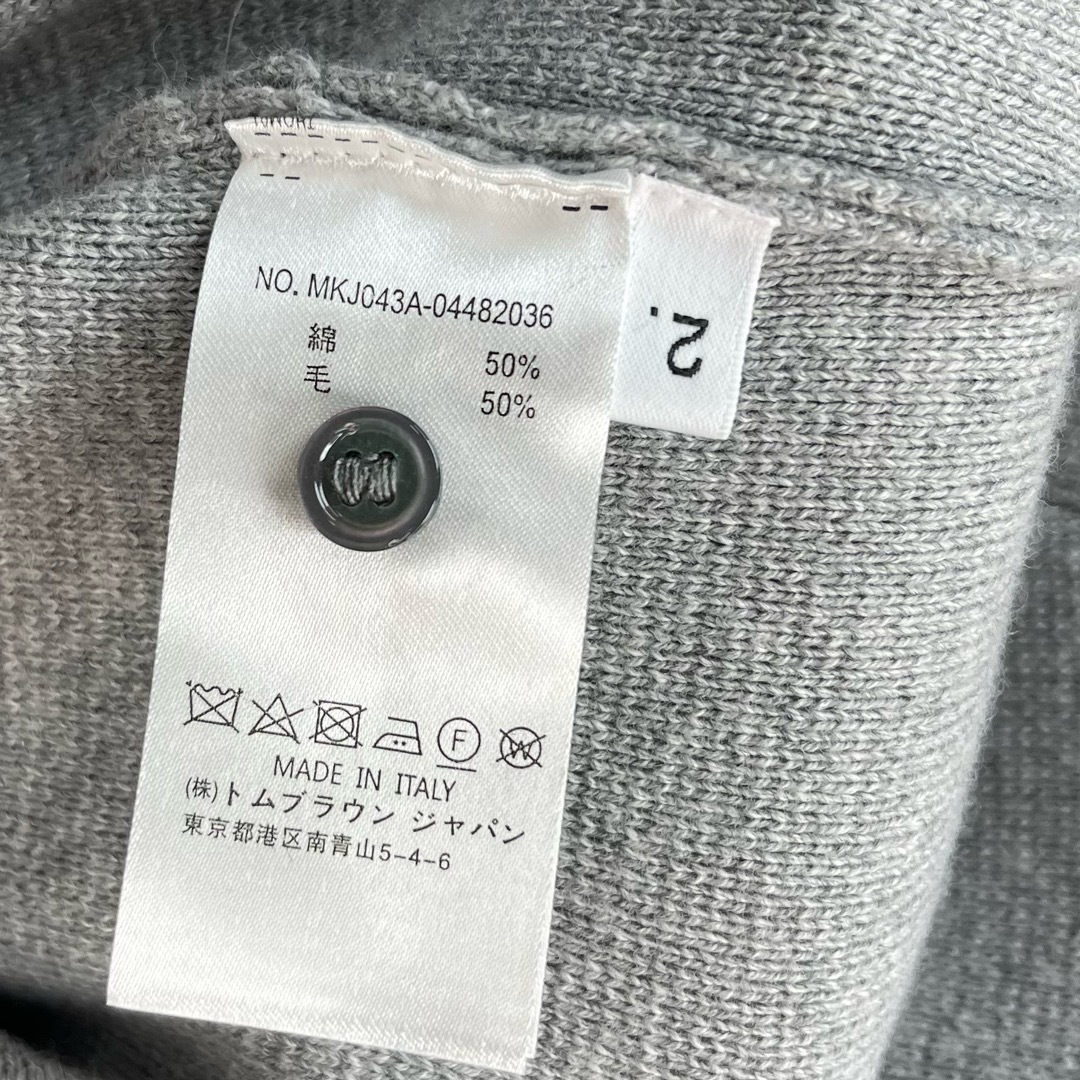 NO. MKJ043A-04482036
綿 50%
毛 50%
2.
F
W
MADE IN ITALY
(株)トムブラウン ジャパン
東京都港区南青山5-4-6